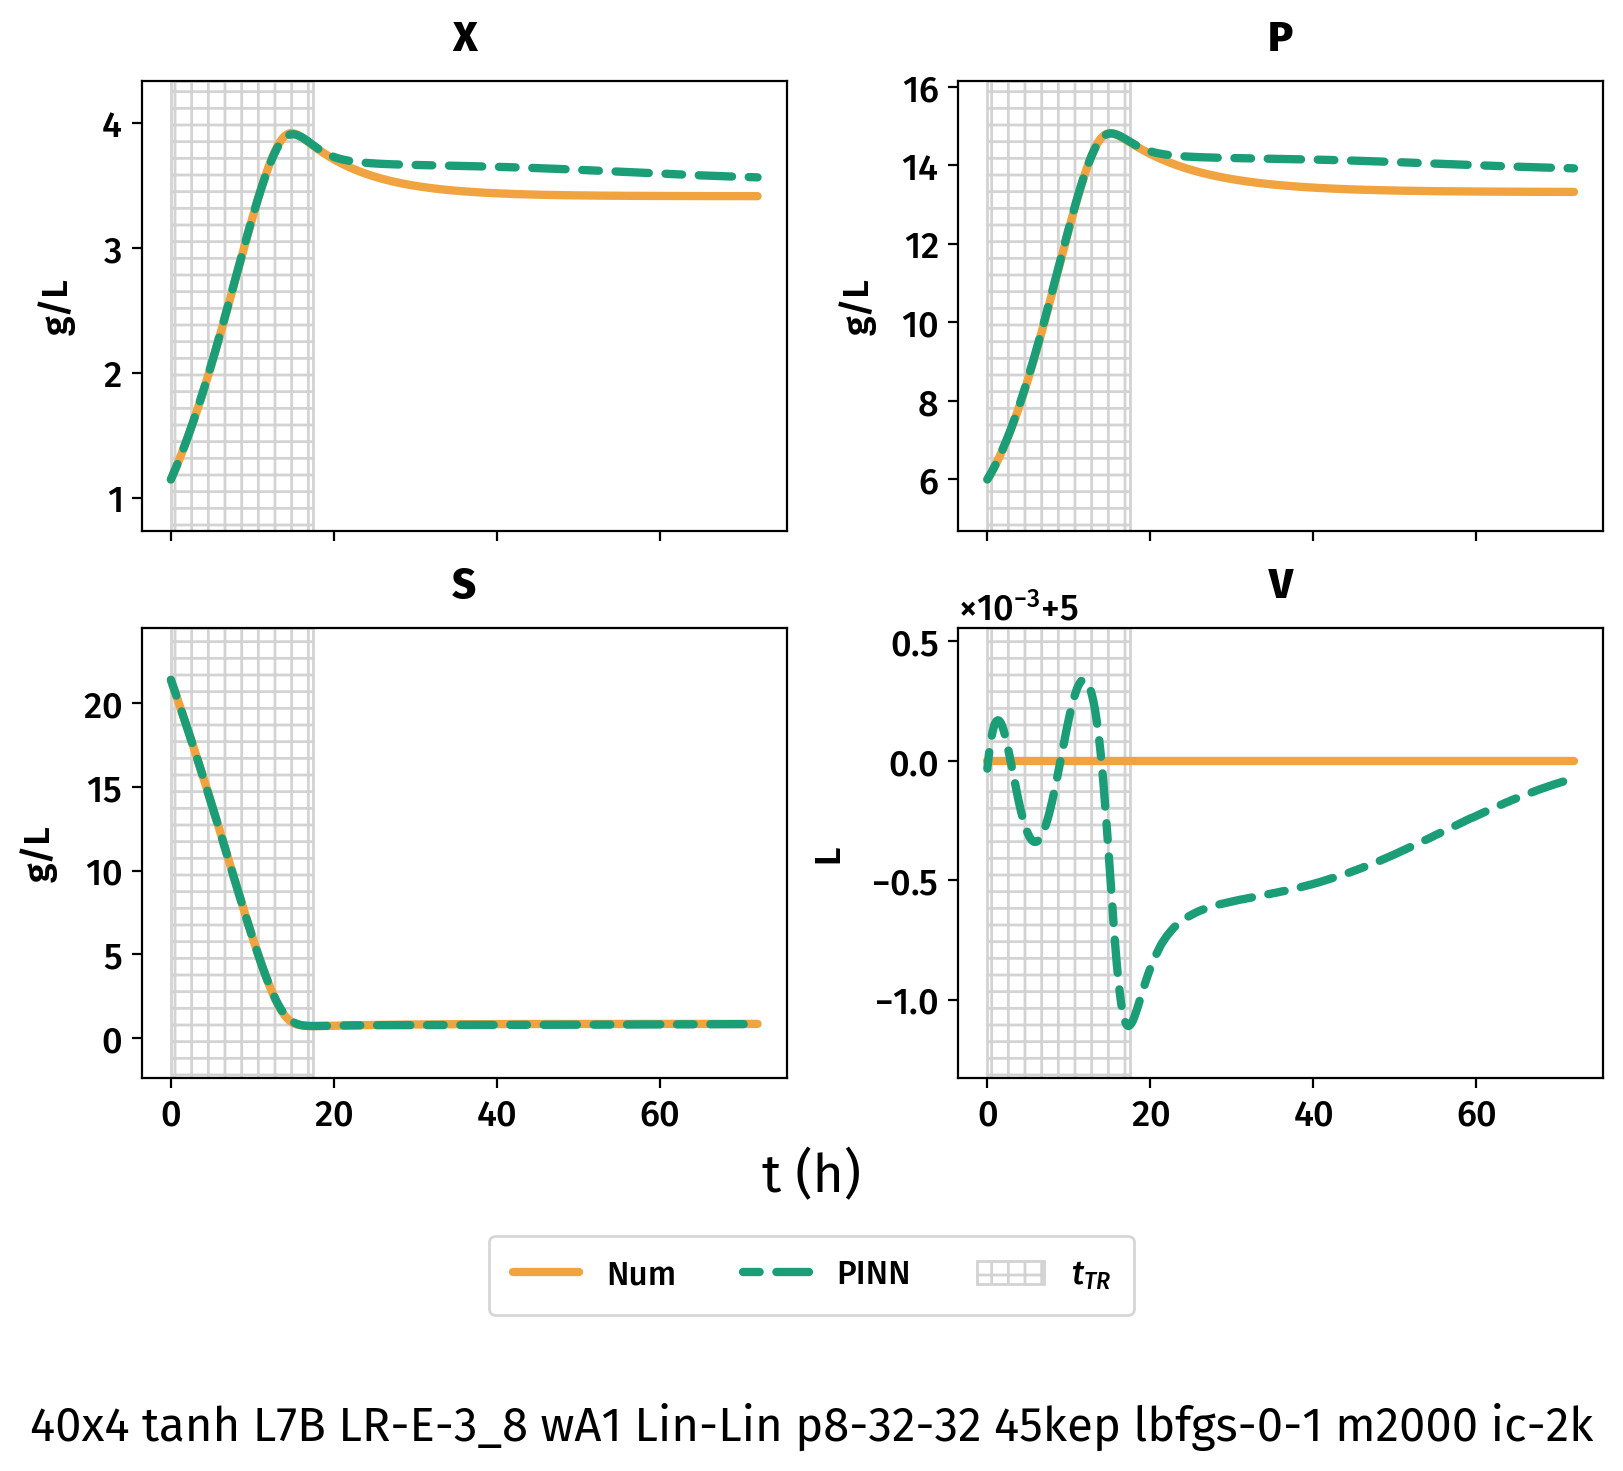 X
P
4
3
2
1
g/L
16
14
12
10
8
6
g/L
S
V
×10⁻³+5
20
15
10
5
0
g/L
0.5
0.0
−0.5
−1.0
L
0 20 40 60
0 20 40 60
t (h)
Num PINN t_TR
40x4 tanh L7B LR-E-3_8 wA1 Lin-Lin p8-32-32 45kep lbfgs-0-1 m2000 ic-2k